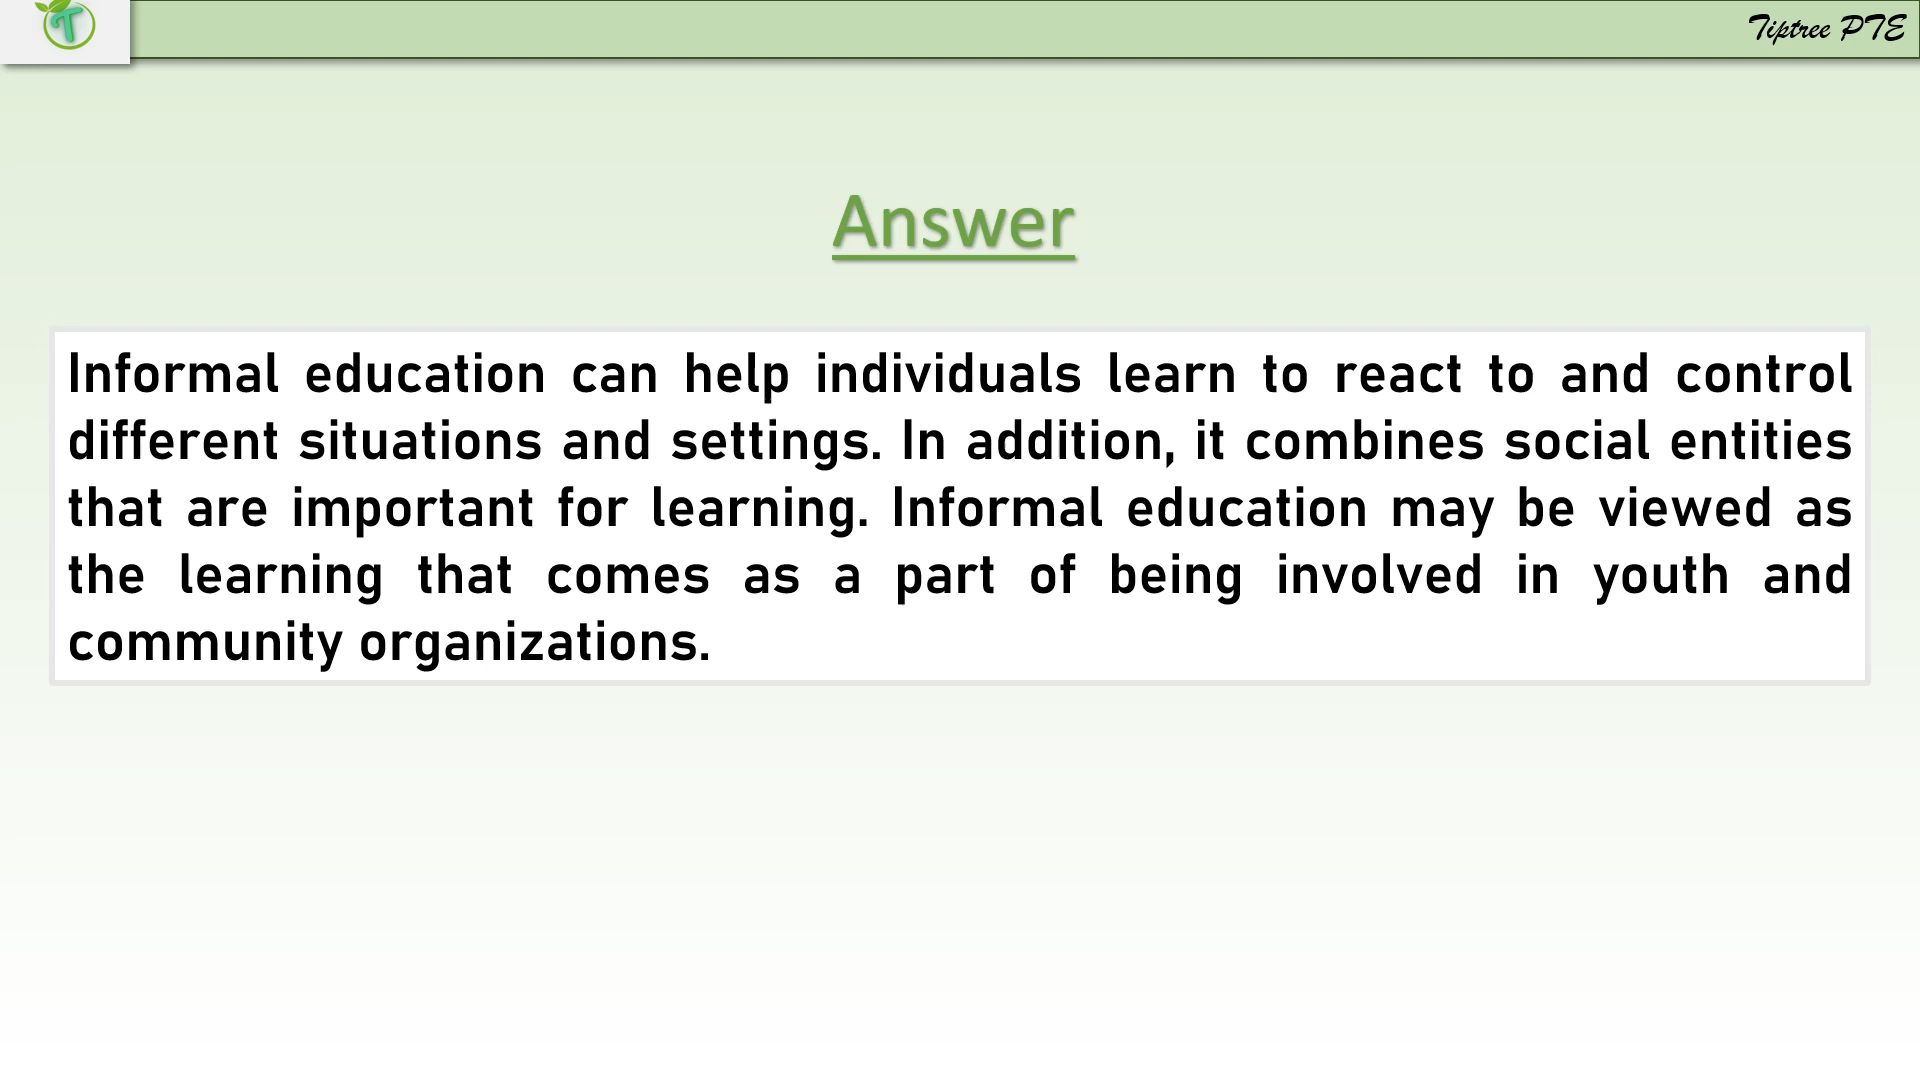 Tiptree PTE
Answer
Informal education can help individuals learn to react to and control
different situations and settings. In addition, it combines social entities
that are important for learning. Informal education may be viewed as
the learning that comes as a part of being involved in youth and
community organizations.